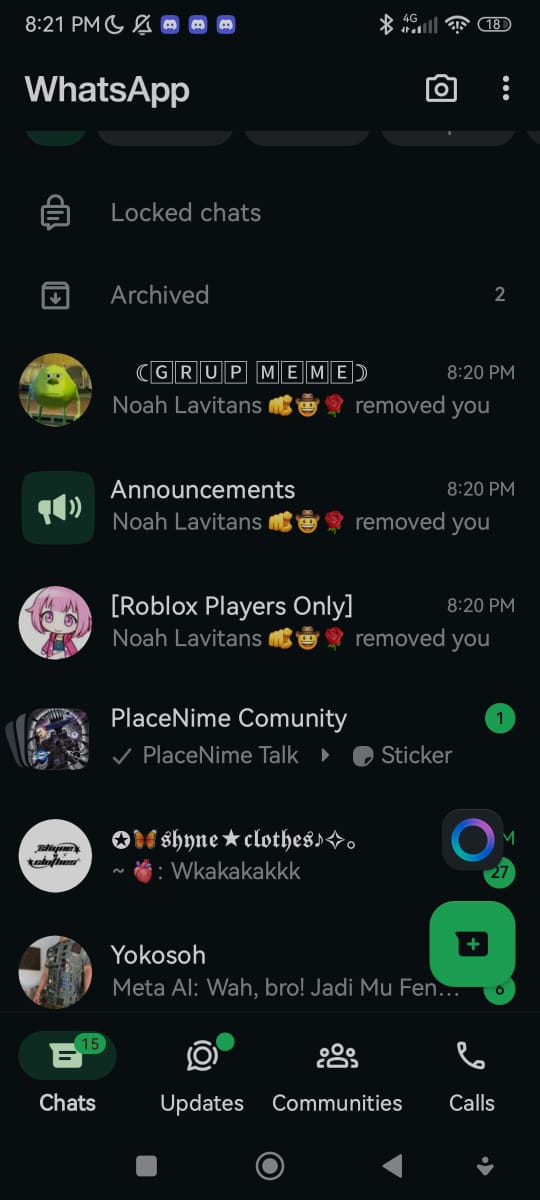 8:21 PM
4G
18
WhatsApp
Locked chats
Archived
2
☾🄶🅁🅄🄿 🄼🄴🄼🄴☽
8:20 PM
Noah Lavitans 🫵🤠🌹 removed you
Announcements
8:20 PM
Noah Lavitans 🫵🤠🌹 removed you
[Roblox Players Only]
8:20 PM
Noah Lavitans 🫵🤠🌹 removed you
PlaceNime Comunity
1
PlaceNime Talk ▸ Sticker
✪🦋𝖘𝖍𝖞𝖓𝖊★𝖈𝖑𝖔𝖙𝖍𝖊𝖘♪✧｡
M
~ 🫀: Wkakakakkk
27
Yokosoh
Meta AI: Wah, bro! Jadi Mu Fen...
6
15
Chats
Updates
Communities
Calls